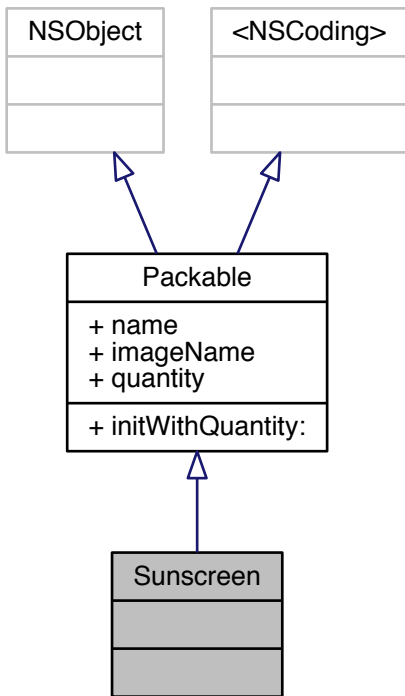 NSObject
<NSCoding>
Packable
+ name
+ imageName
+ quantity
+ initWithQuantity:
Sunscreen